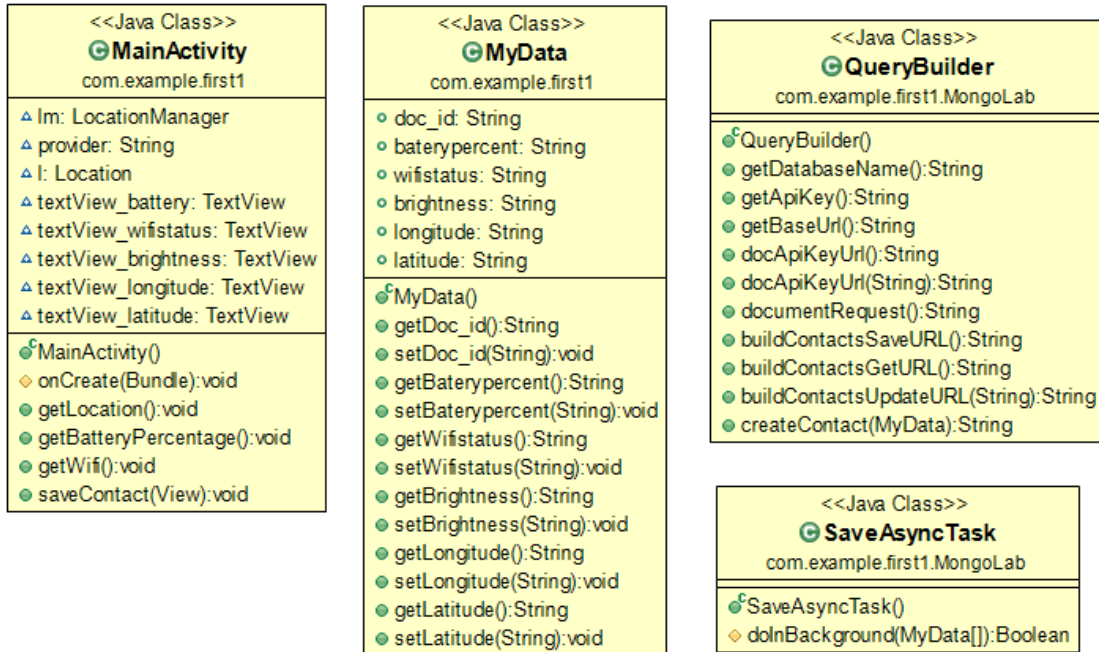 <<Java Class>>
MainActivity
com.example.first1
lm: LocationManager
provider: String
l: Location
textView_battery: TextView
textView_wifistatus: TextView
textView_brightness: TextView
textView_longitude: TextView
textView_latitude: TextView
MainActivity()
onCreate(Bundle):void
getLocation():void
getBatteryPercentage():void
getWifi():void
saveContact(View):void
<<Java Class>>
MyData
com.example.first1
doc_id: String
baterypercent: String
wifistatus: String
brightness: String
longitude: String
latitude: String
MyData()
getDoc_id():String
setDoc_id(String):void
getBaterypercent():String
setBaterypercent(String):void
getWifistatus():String
setWifistatus(String):void
getBrightness():String
setBrightness(String):void
getLongitude():String
setLongitude(String):void
getLatitude():String
setLatitude(String):void
<<Java Class>>
QueryBuilder
com.example.first1.MongoLab
QueryBuilder()
getDatabaseName():String
getApiKey():String
getBaseUrl():String
docApiKeyUrl():String
docApiKeyUrl(String):String
documentRequest():String
buildContactsSaveURL():String
buildContactsGetURL():String
buildContactsUpdateURL(String):String
createContact(MyData):String
<<Java Class>>
SaveAsyncTask
com.example.first1.MongoLab
SaveAsyncTask()
doInBackground(MyData[]):Boolean